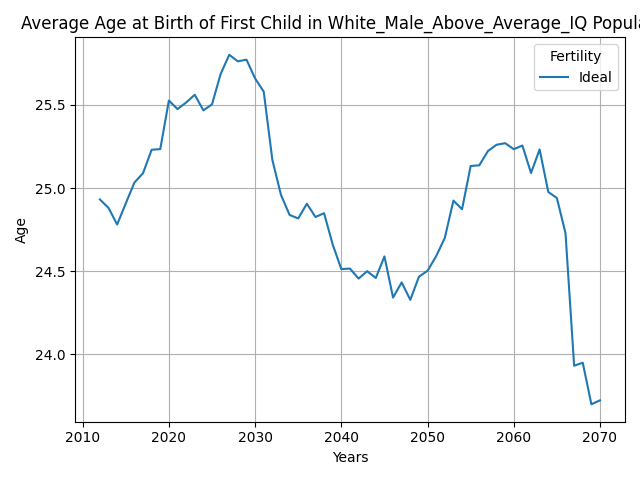 Average Age at Birth of First Child in White_Male_Above_Average_IQ Popula
Fertility
Ideal
25.5
25.0
24.5
24.0
Age
2010 2020 2030 2040 2050 2060 2070
Years